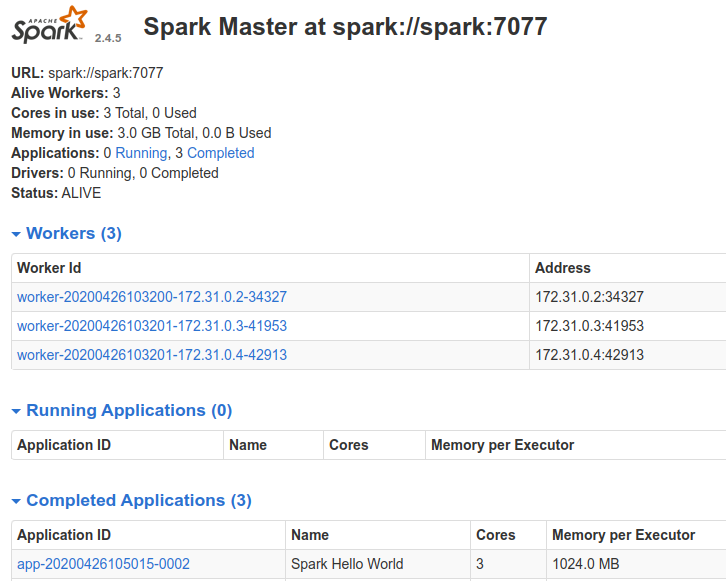 APACHE
Spark 2.4.5 Spark Master at spark://spark:7077
URL: spark://spark:7077
Alive Workers: 3
Cores in use: 3 Total, 0 Used
Memory in use: 3.0 GB Total, 0.0 B Used
Applications: 0 Running, 3 Completed
Drivers: 0 Running, 0 Completed
Status: ALIVE
Workers (3)
Worker Id Address
worker-20200426103200-172.31.0.2-34327 172.31.0.2:34327
worker-20200426103201-172.31.0.3-41953 172.31.0.3:41953
worker-20200426103201-172.31.0.4-42913 172.31.0.4:42913
Running Applications (0)
Application ID Name Cores Memory per Executor
Completed Applications (3)
Application ID Name Cores Memory per Executor
app-20200426105015-0002 Spark Hello World 3 1024.0 MB